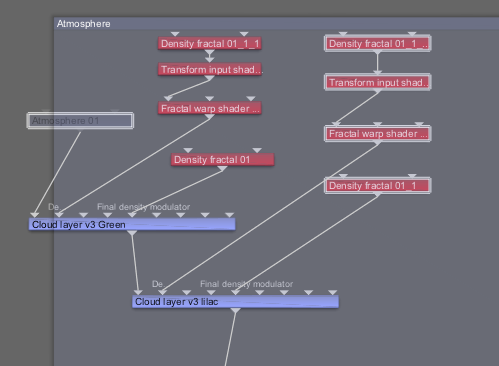 Atmosphere
Density fractal 01_1_1
Density fractal 01_1_...
Transform input shad...
Transform input shad...
Fractal warp shader ...
Atmosphere 01
Fractal warp shader ...
Density fractal 01
Density fractal 01_1
De...
Final density modulator
Cloud layer v3 Green
De...
Final density modulator
Cloud layer v3 lilac